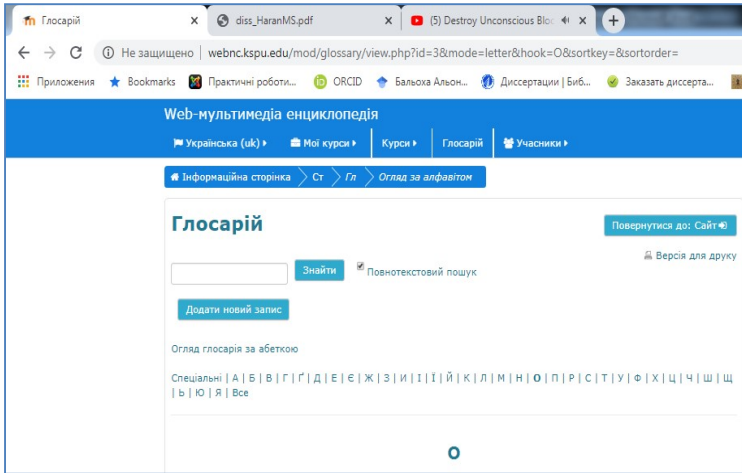 Глосарій
diss_HaranMS.pdf
(5) Destroy Unconscious Bloc
Не защищено | webnc.kspu.edu/mod/glossary/view.php?id=3&mode=letter&hook=О&sortkey=&sortorder=
Приложения Bookmarks Практичні роботи... ORCID Бальоха Альон... Диссертации | Биб... Заказать диссерта...
Web-мультимедіа енциклопедія
Українська (uk) Мої курси Курси Глосарій Учасники
Інформаційна сторінка Ст Гл Огляд за алфавітом
Глосарій
Повернутися до: Сайт
Версія для друку
Знайти Повнотекстовий пошук
Додати новий запис
Огляд глосарія за абеткою
Спеціальні | А | Б | В | Г | Ґ | Д | Е | Є | Ж | З | И | І | Ї | Й | К | Л | М | Н | О | П | Р | С | Т | У | Ф | Х | Ц | Ч | Ш | Щ
| Ь | Ю | Я | Все
О